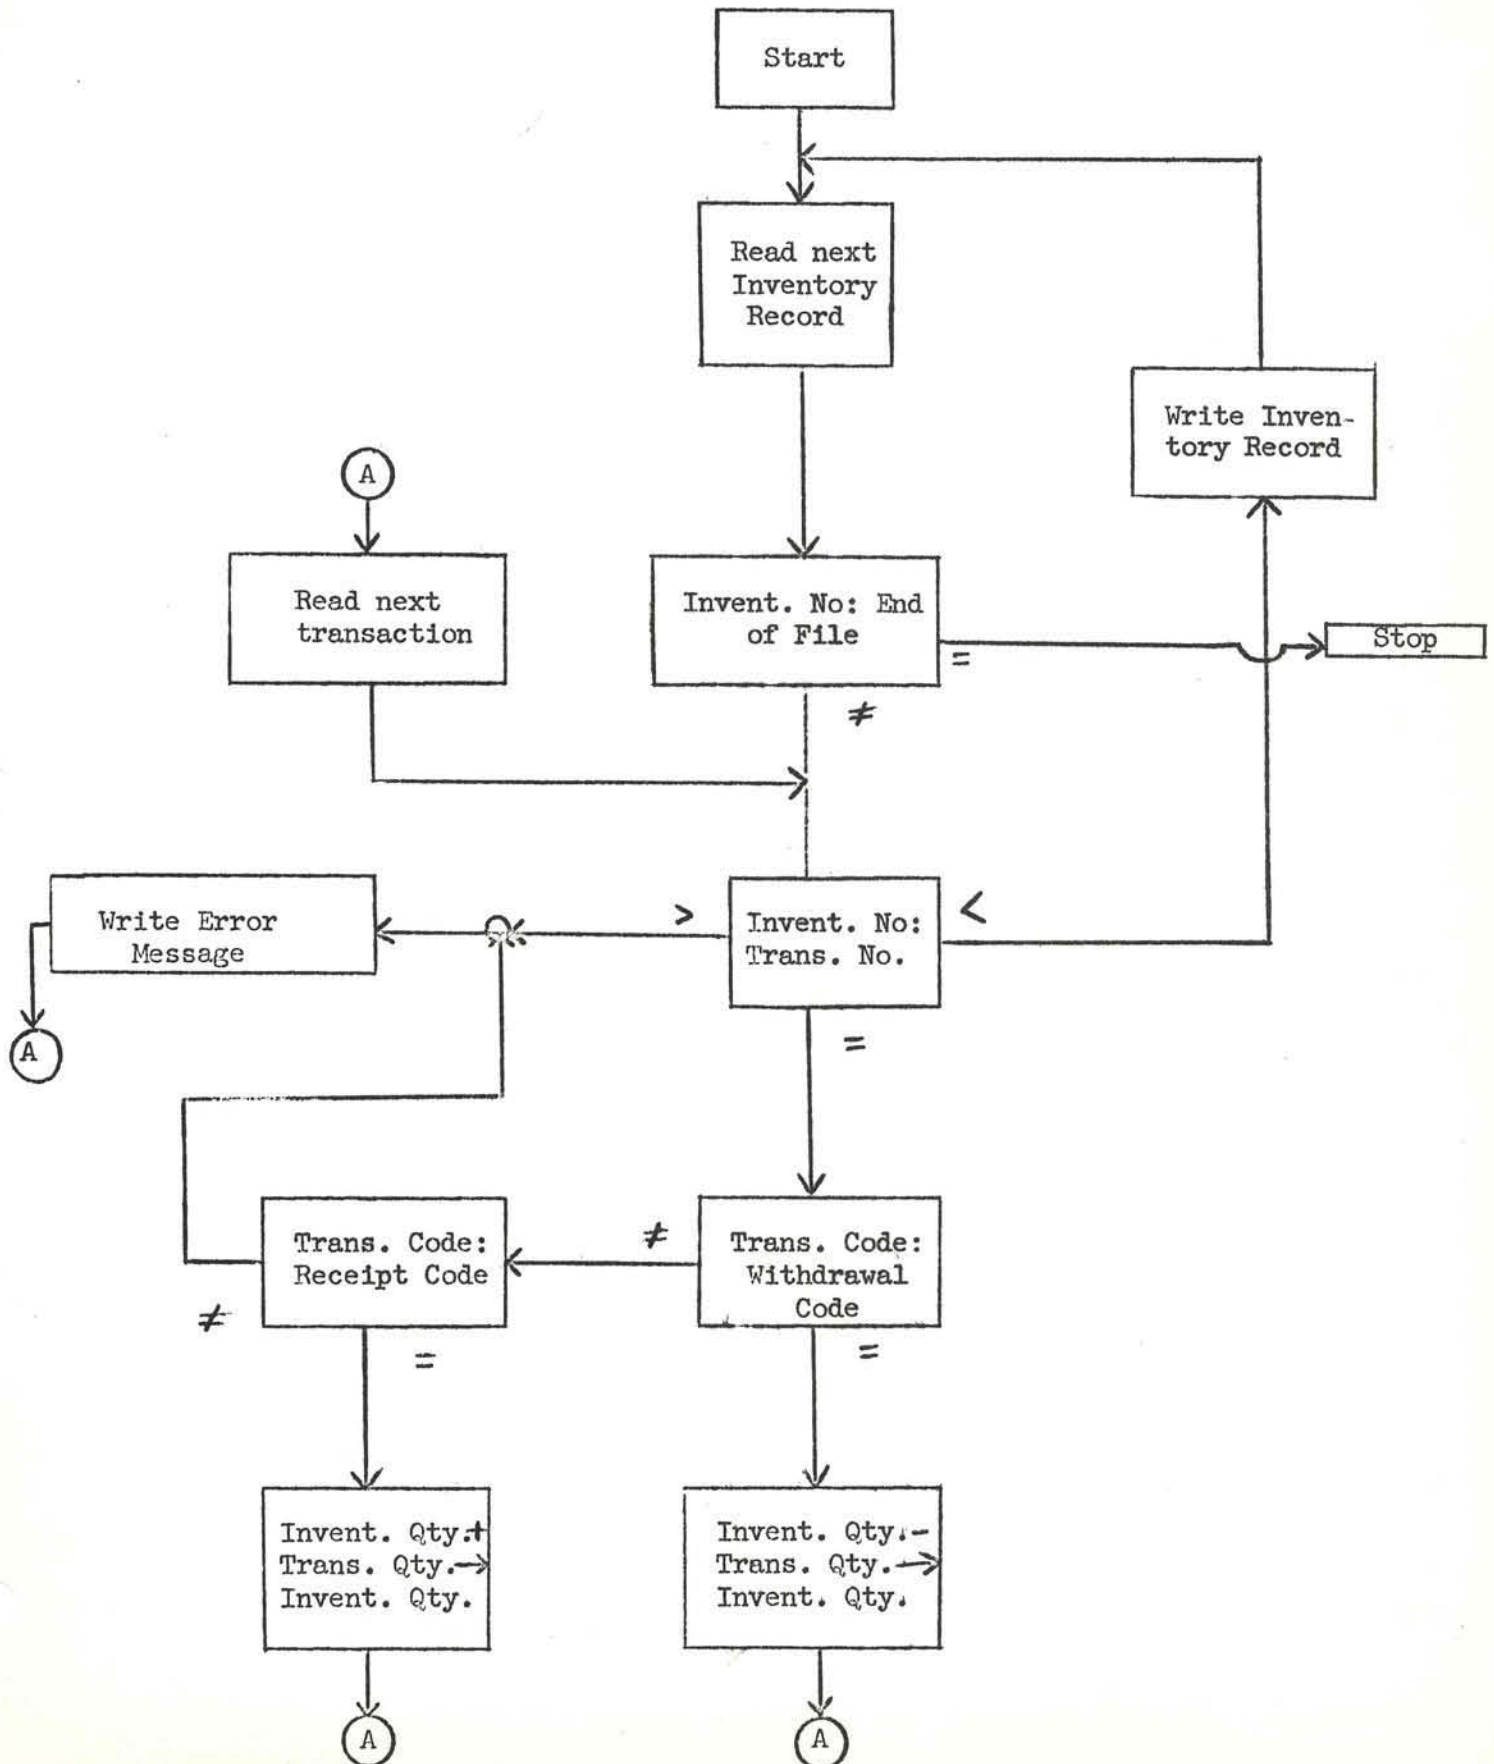 Start
Read next
Inventory
Record
Write Inven-
tory Record
A
Read next
transaction
Invent. No: End
of File
=
Stop
≠
Write Error
Message
>
Invent. No:
Trans. No.
<
A
=
Trans. Code:
Receipt Code
≠
Trans. Code:
Withdrawal
Code
≠
=
=
Invent. Qty.+
Trans. Qty.→
Invent. Qty.
Invent. Qty.-
Trans. Qty.→
Invent. Qty.
A
A